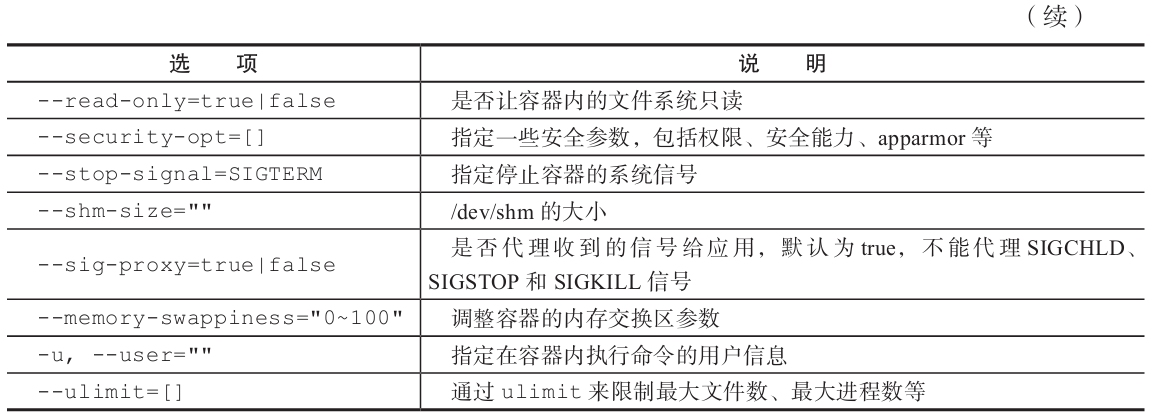 （续）
选 项 说 明
--read-only=true|false 是否让容器内的文件系统只读
--security-opt=[] 指定一些安全参数，包括权限、安全能力、apparmor 等
--stop-signal=SIGTERM 指定停止容器的系统信号
--shm-size="" /dev/shm 的大小
--sig-proxy=true|false 是否代理收到的信号给应用，默认为 true，不能代理 SIGCHLD、
SIGSTOP 和 SIGKILL 信号
--memory-swappiness="0~100" 调整容器的内存交换区参数
-u, --user="" 指定在容器内执行命令的用户信息
--ulimit=[] 通过 ulimit 来限制最大文件数、最大进程数等